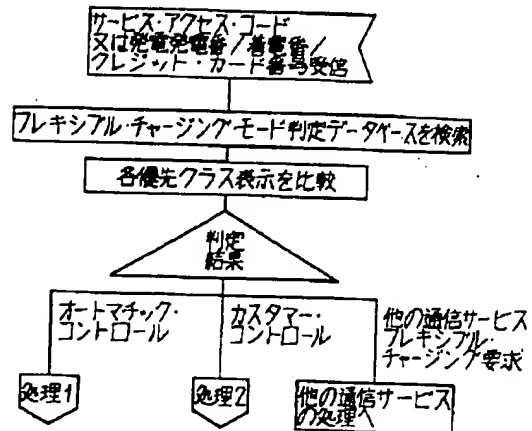 サービス・アクセス・コード
又は発電発電番/着電番/
クレジット・カード番号受信
フレキシブル・チャージング・モード判定データベースを検索
各優先クラス表示を比較
判定
結果
オートマチック・
コントロール
カスタマー・
コントロール
他の通信サービス
フレキシブル・
チャージング要求
処理1
処理2
他の通信サービス
の処理へ